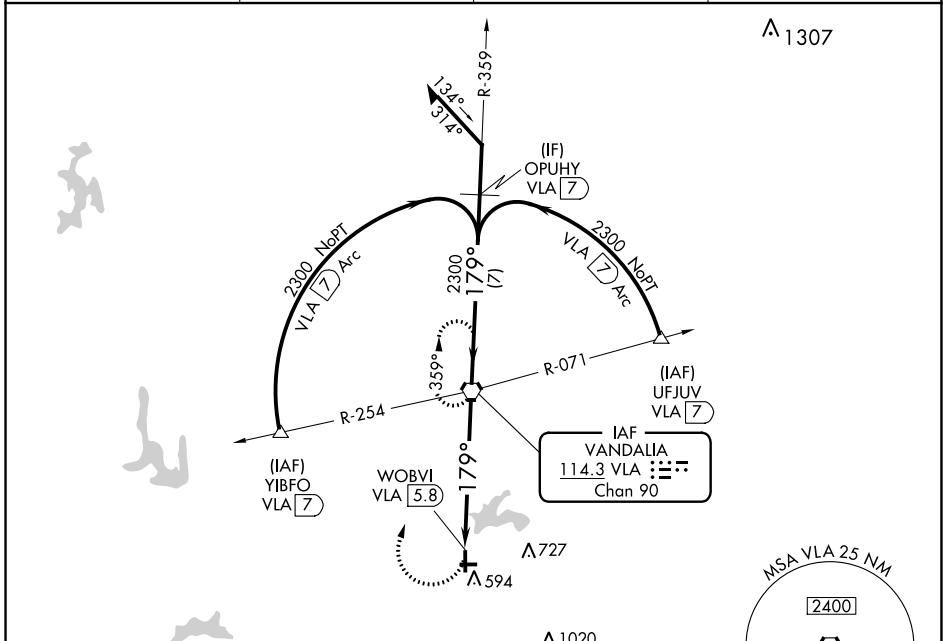 1307
R-359
134°
314°
(IF)
OPUHY
VLA 7
2300 NoPT
VLA 7 Arc
2300 NoPT
VLA 7 Arc
2300
179°
(7)
359°
R-071
R-254
(IAF)
UFJUV
VLA 7
(IAF)
YIBFO
VLA 7
IAF
VANDALIA
114.3 VLA
Chan 90
179°
WOBVI
VLA 5.8
727
594
1020
MSA VLA 25 NM
2400